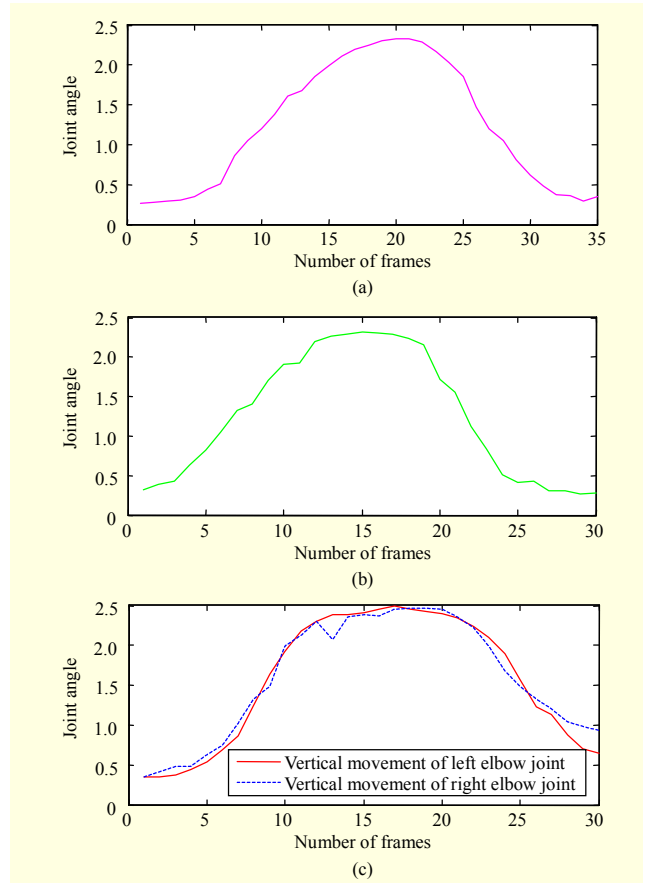 2.5
2.0
1.5
1.0
0.5
0
Joint angle
0 5 10 15 20 25 30 35
Number of frames
(a)
2.5
2.0
1.5
1.0
0.5
0
Joint angle
0 5 10 15 20 25 30
Number of frames
(b)
2.5
2.0
1.5
1.0
0.5
0
Joint angle
Vertical movement of left elbow joint
Vertical movement of right elbow joint
0 5 10 15 20 25 30
Number of frames
(c)